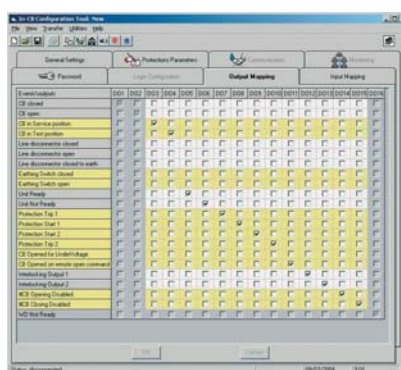 CB Configuration Tool: New
File View Transfer Utilities Help
General Settings
Protections Parameters
Communication
Monitoring
Password
Logic Configuration
Output Mapping
Input Mapping
Events\outputs DO1 DO2 DO3 DO4 DO5 DO6 DO7 DO8 DO9 DO10 DO11 DO12 DO13 DO14 DO15 DO16
CB closed
CB open
CB in Service position
CB in Test position
Line disconnector closed
Line disconnector open
Line disconnector closed to earth
Earthing Switch closed
Earthing Switch open
Unit Ready
Unit Not Ready
Protection Trip 1
Protection Start 1
Protection Start 2
Protection Trip 2
CB Opened for UnderVoltage
CB Opened on remote open command
Interlocking Output 1
Interlocking Output 2
MCB Opening Disabled
MCB Closing Disabled
WD Not Ready
OK
Cancel
Status: disconnected